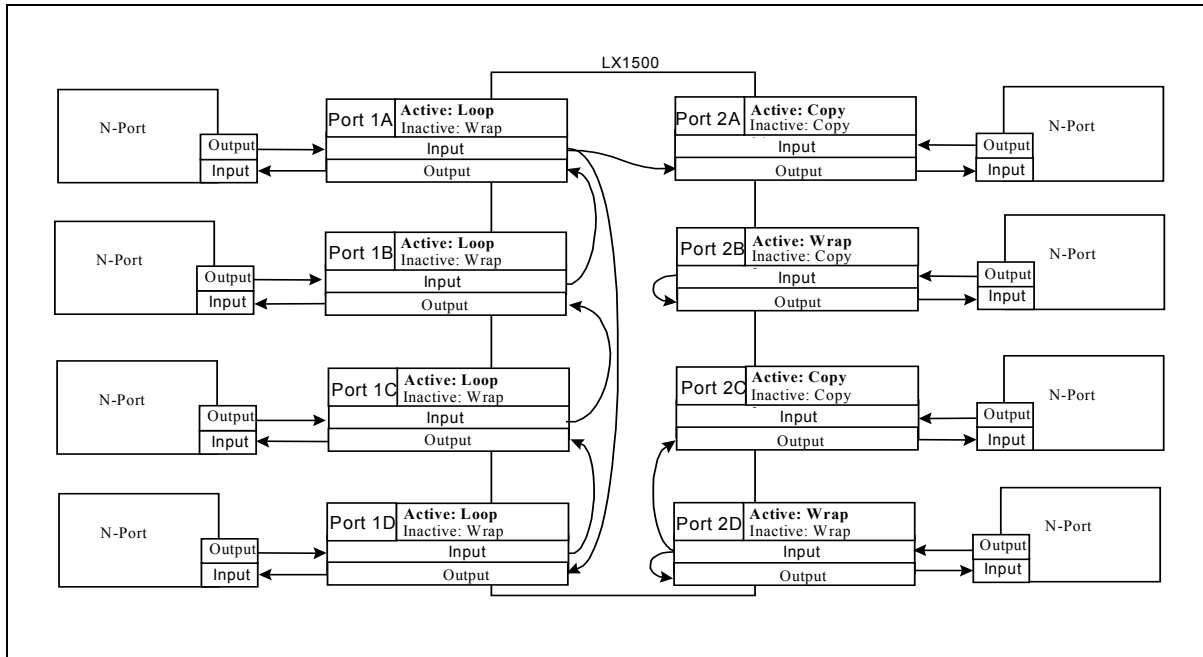 LX1500
N-Port
Output
Input
Port 1A
Active: Loop
Inactive: Wrap
Input
Output
Port 2A
Active: Copy
Inactive: Copy
Input
Output
N-Port
Output
Input
N-Port
Output
Input
Port 1B
Active: Loop
Inactive: Wrap
Input
Output
Port 2B
Active: Wrap
Inactive: Copy
Input
Output
N-Port
Output
Input
N-Port
Output
Input
Port 1C
Active: Loop
Inactive: Wrap
Input
Output
Port 2C
Active: Copy
Inactive: Copy
Input
Output
N-Port
Output
Input
N-Port
Output
Input
Port 1D
Active: Loop
Inactive: Wrap
Input
Output
Port 2D
Active: Wrap
Inactive: Wrap
Input
Output
N-Port
Output
Input